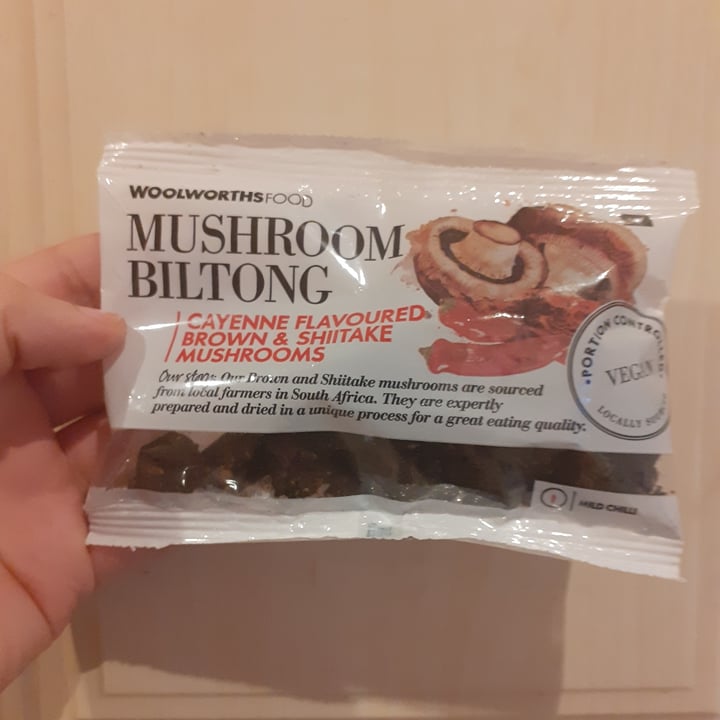 WOOLWORTHSFOOD
MUSHROOM
BILTONG
CAYENNE FLAVOURED
BROWN & SHIITAKE
MUSHROOMS
Our story: Our Brown and Shiitake mushrooms are sourced
from local farmers in South Africa. They are expertly
prepared and dried in a unique process for a great eating quality.
PORTION CONTROLLED
VEGAN
LOCALLY
MILD CHILLI